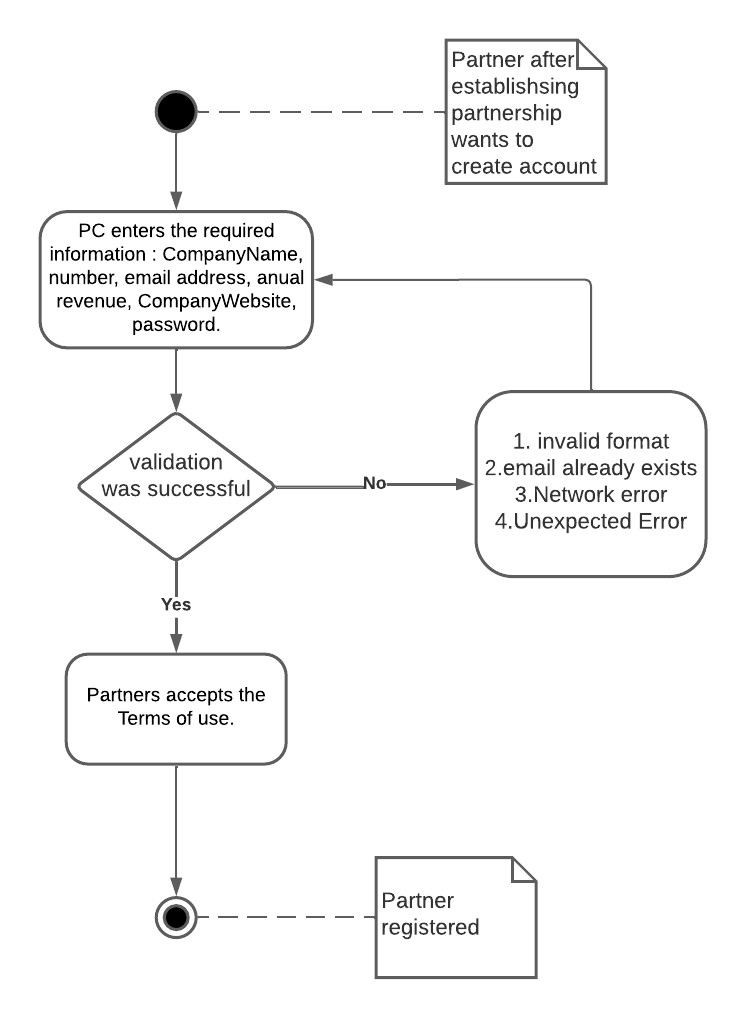 Partner after
establishsing
partnership
wants to
create account
PC enters the required
information : CompanyName,
number, email address, anual
revenue, CompanyWebsite,
password.
validation
was successful
No
1. invalid format
2.email already exists
3.Network error
4.Unexpected Error
Yes
Partners accepts the
Terms of use.
Partner
registered